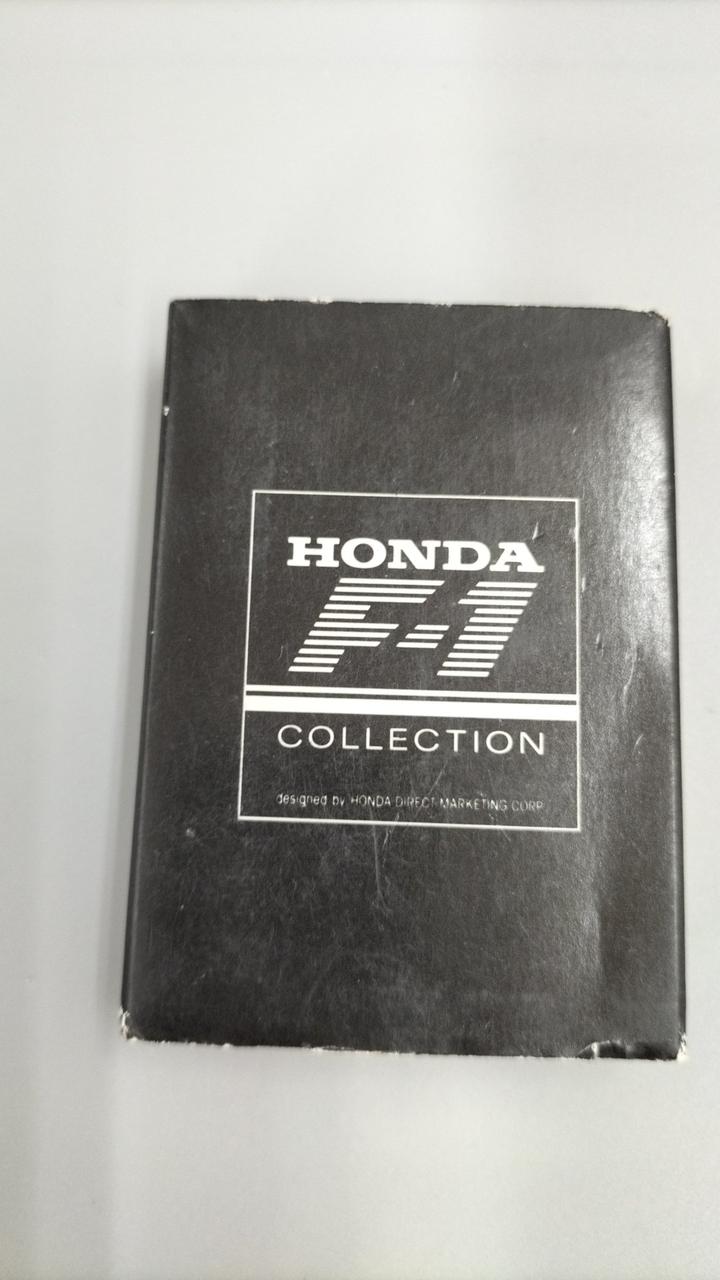 HONDA
F-1
COLLECTION
designed by HONDA DIRECT MARKETING CORP.